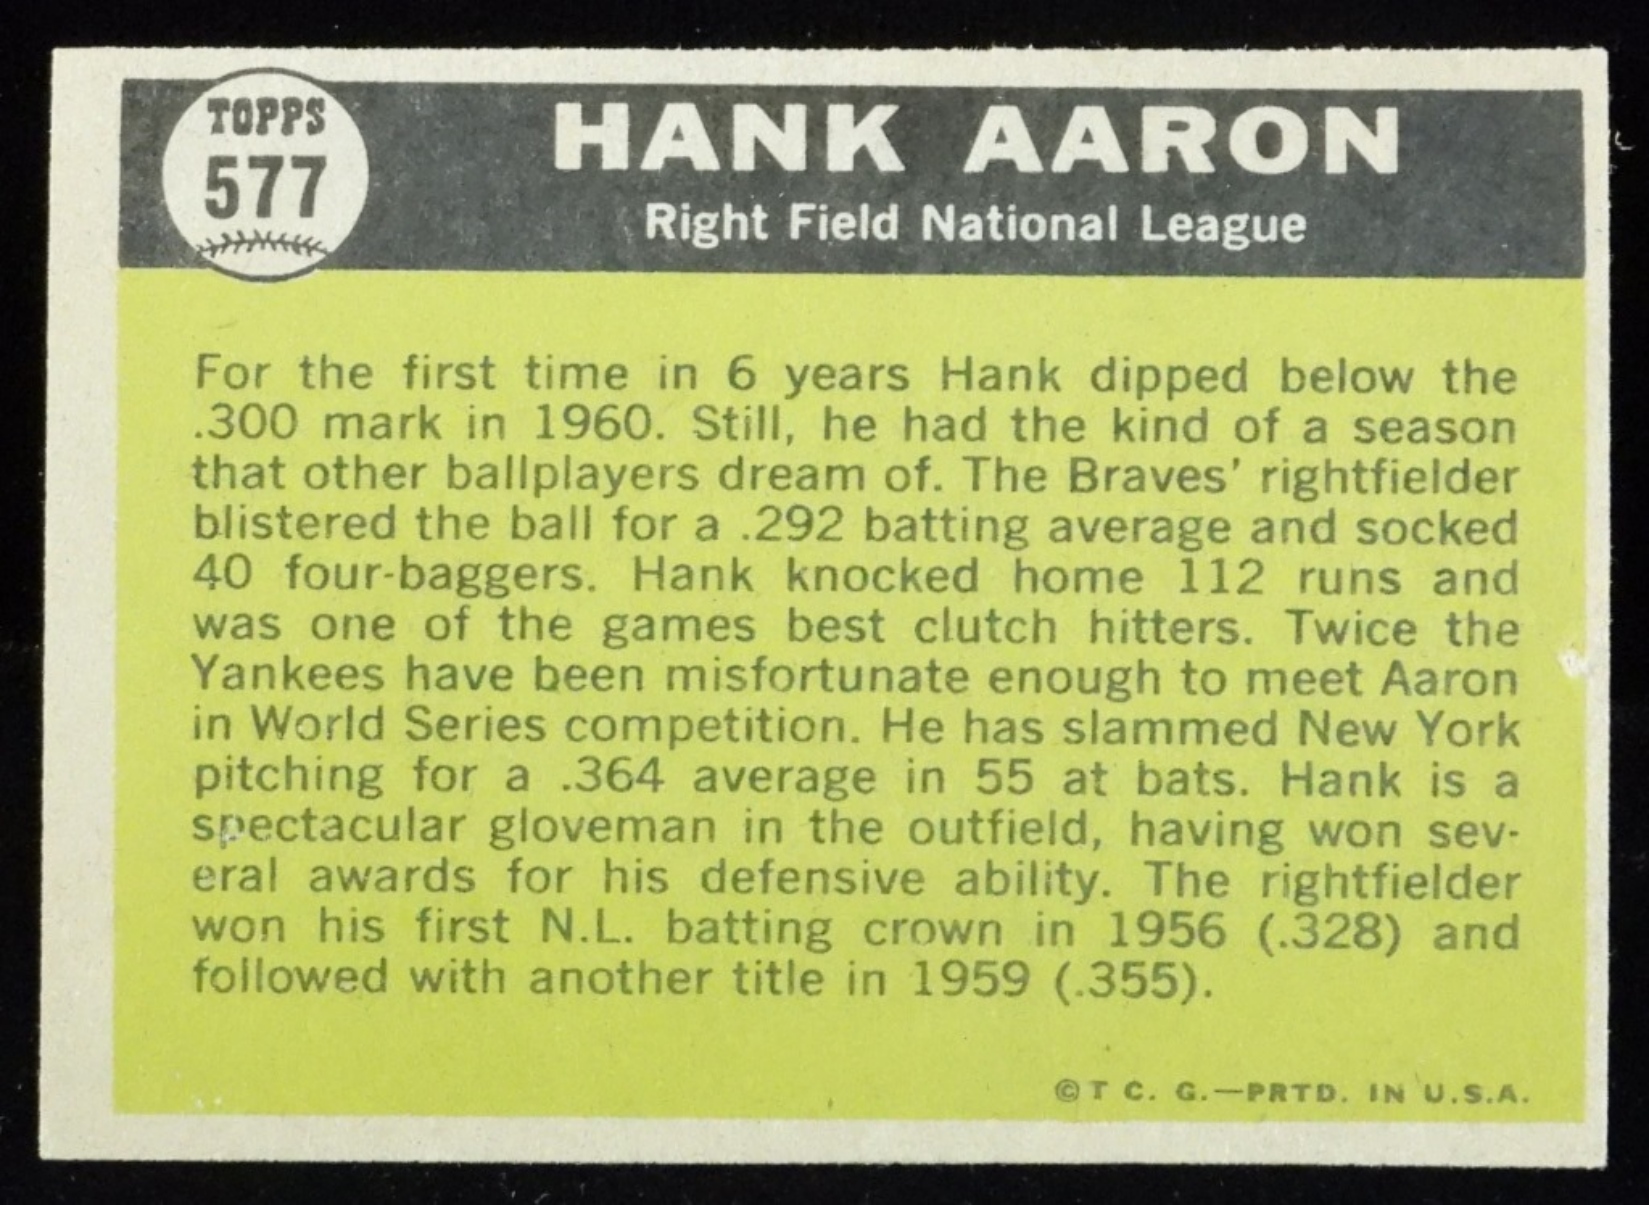 TOPPS
577
HANK AARON
Right Field National League
For the first time in 6 years Hank dipped below the
.300 mark in 1960. Still, he had the kind of a season
that other ballplayers dream of. The Braves' rightfielder
blistered the ball for a .292 batting average and socked
40 four-baggers. Hank knocked home 112 runs and
was one of the games best clutch hitters. Twice the
Yankees have been misfortunate enough to meet Aaron
in World Series competition. He has slammed New York
pitching for a .364 average in 55 at bats. Hank is a
spectacular gloveman in the outfield, having won sev-
eral awards for his defensive ability. The rightfielder
won his first N.L. batting crown in 1956 (.328) and
followed with another title in 1959 (.355).
©T C. G.—PRTD. IN U.S.A.